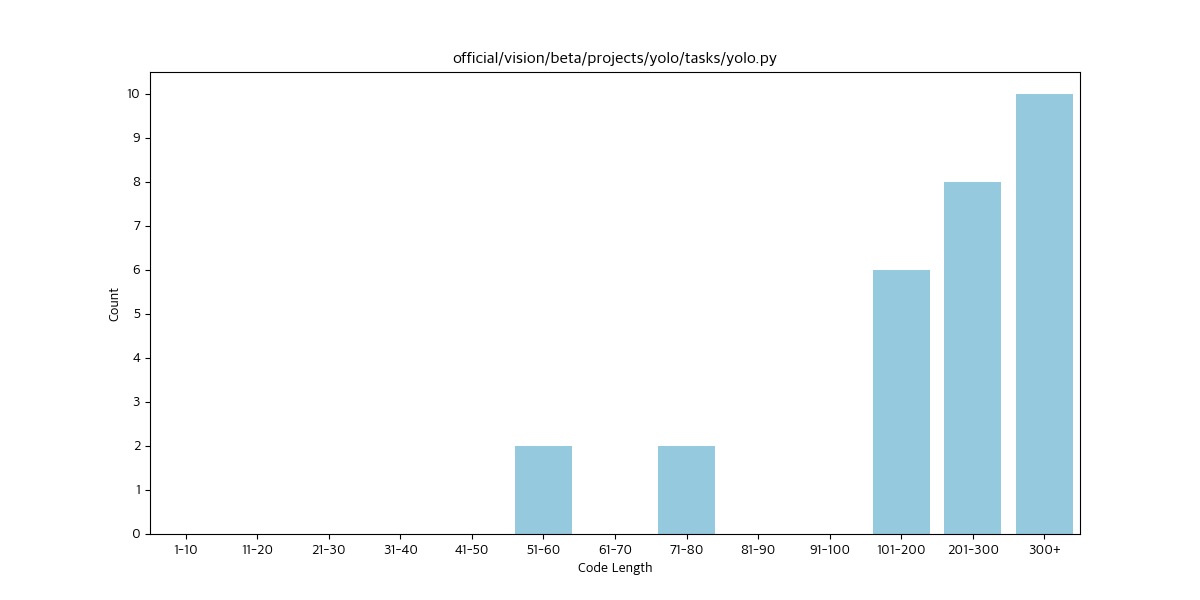 official/vision/beta/projects/yolo/tasks/yolo.py
10
9
8
7
6
5
4
3
2
1
0
Count
1-10 11-20 21-30 31-40 41-50 51-60 61-70 71-80 81-90 91-100 101-200 201-300 300+
Code Length